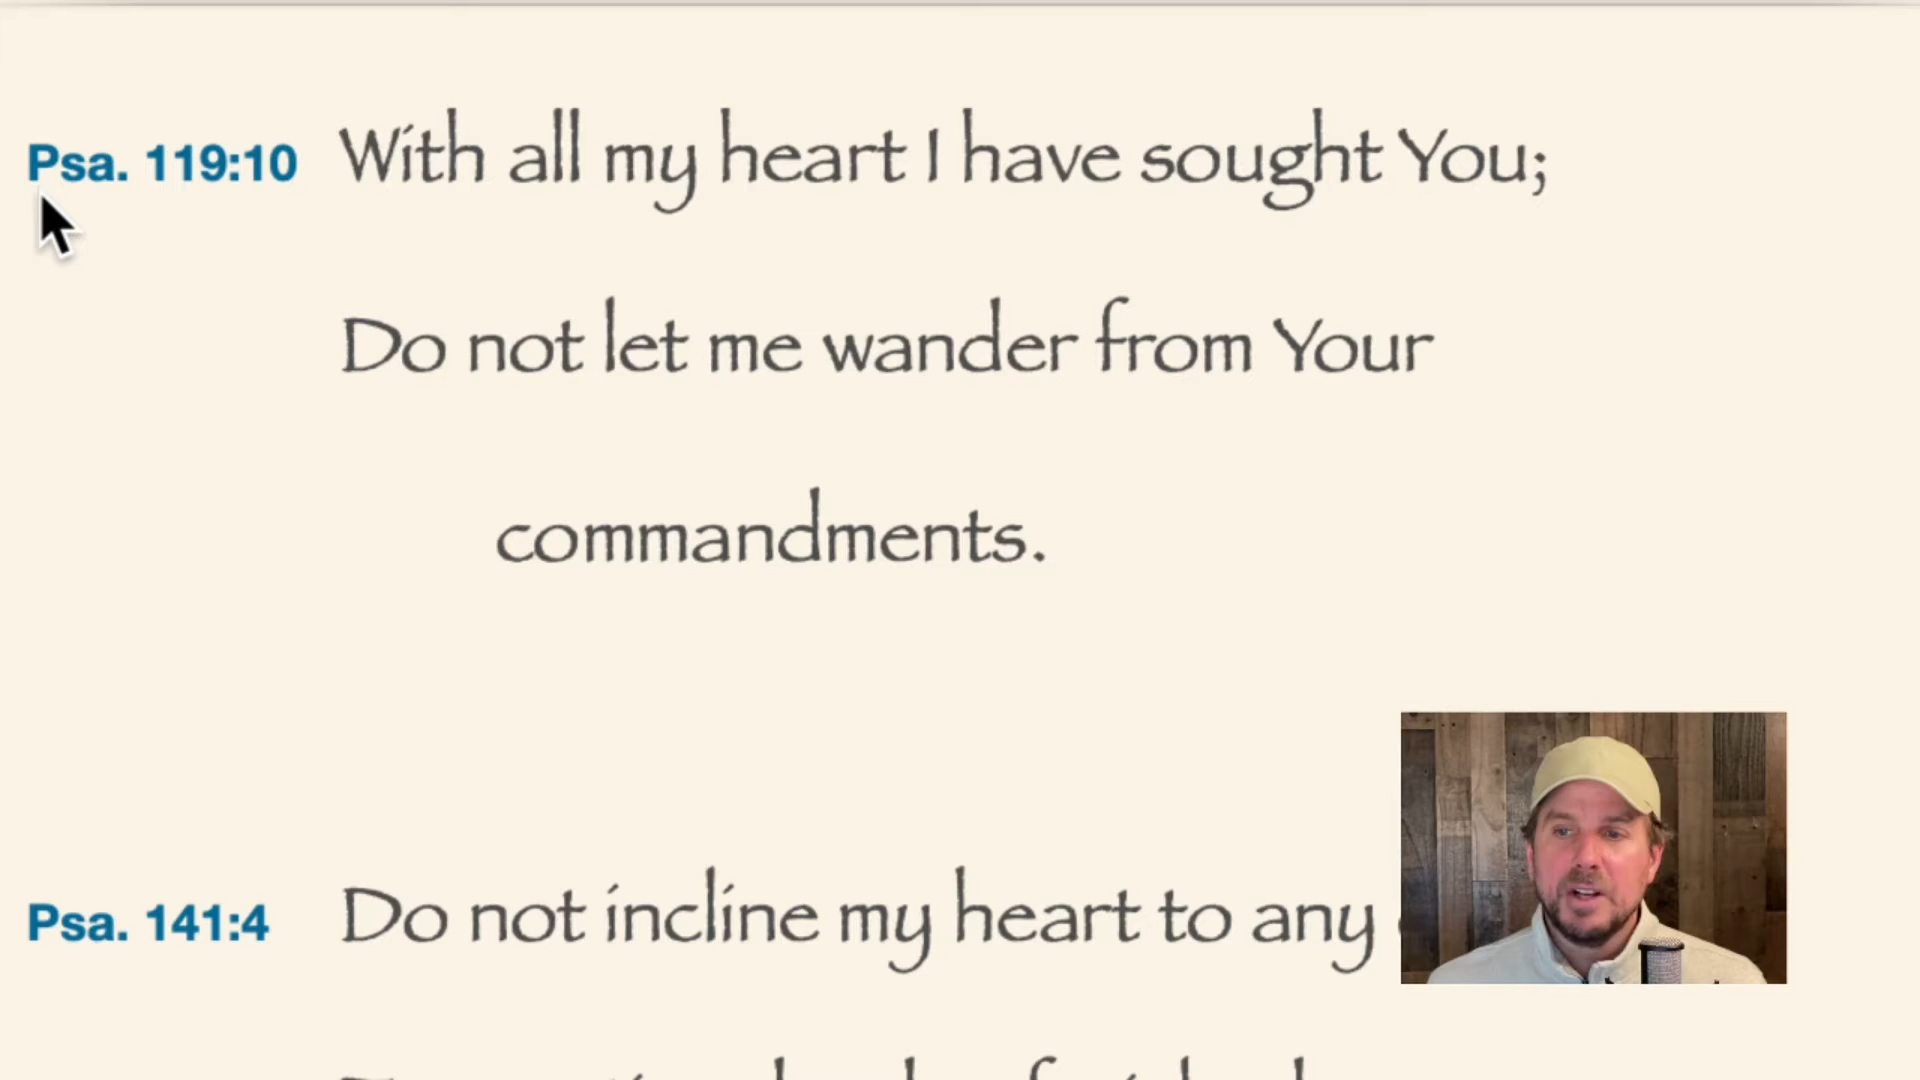 Psa. 119:10 With all my heart I have sought You;
Do not let me wander from Your
commandments.
Psa. 141:4 Do not incline my heart to any